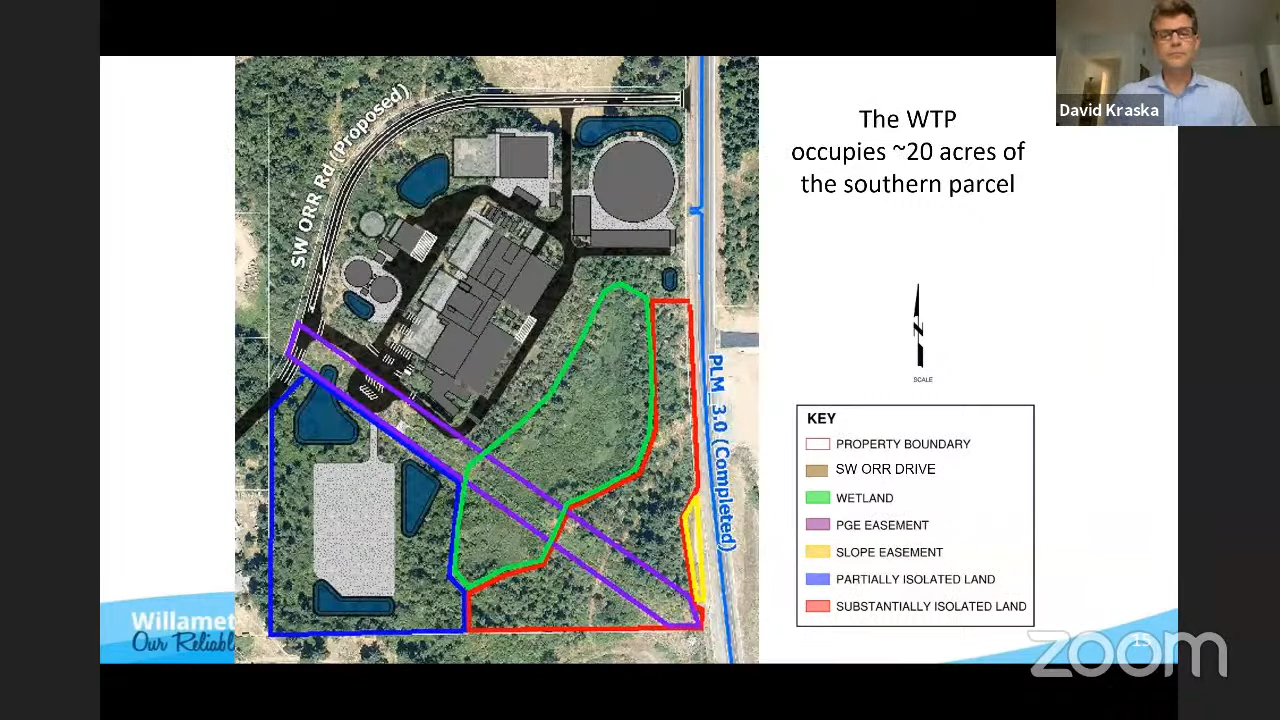 David Kraska
The WTP
occupies ~20 acres of
the southern parcel
SW ORR Rd (Proposed)
PLM_3.0 (Completed)
SCALE
KEY
PROPERTY BOUNDARY
SW ORR DRIVE
WETLAND
PGE EASEMENT
SLOPE EASEMENT
PARTIALLY ISOLATED LAND
SUBSTANTIALLY ISOLATED LAND
Willamet
Our Reliabl
15
zoom